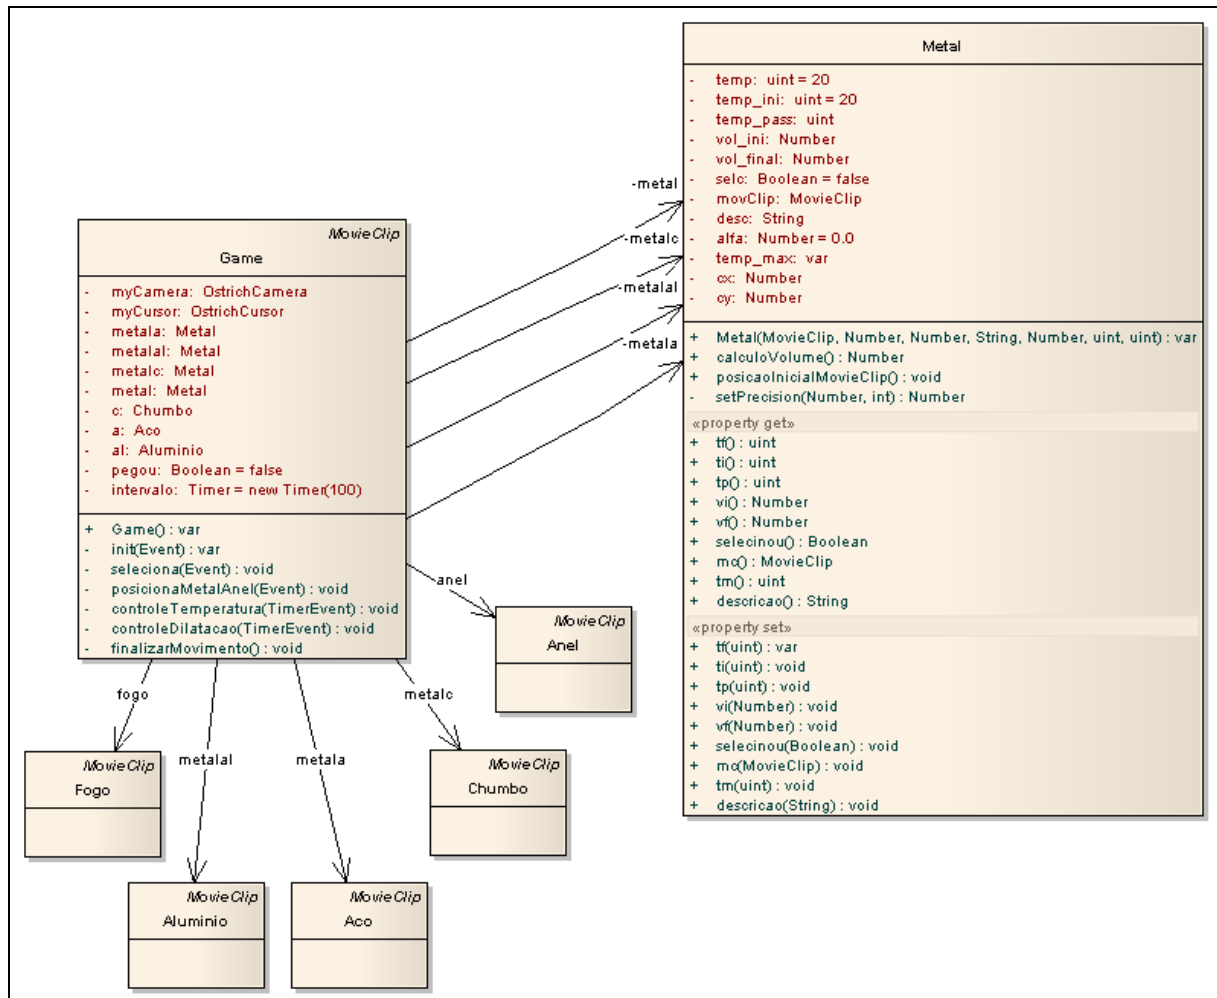 MovieClip
Game
- myCamera: OstrichCamera
- myCursor: OstrichCursor
- metala: Metal
- metalal: Metal
- metalc: Metal
- metal: Metal
- c: Chumbo
- a: Aco
- al: Aluminio
- pegou: Boolean = false
- intervalo: Timer = new Timer(100)
+ Game() : var
- init(Event) : var
- seleciona(Event) : void
- posicionaMetalAnel(Event) : void
- controleTemperatura(TimerEvent) : void
- controleDilatacao(TimerEvent) : void
- finalizarMovimento() : void
-metal
-metalc
-metalal
-metala
Metal
- temp: uint = 20
- temp_ini: uint = 20
- temp_pass: uint
- vol_ini: Number
- vol_final: Number
- selc: Boolean = false
- movClip: MovieClip
- desc: String
- alfa: Number = 0.0
- temp_max: var
- cx: Number
- cy: Number
+ Metal(MovieClip, Number, Number, String, Number, uint, uint) : var
+ calculoVolume() : Number
+ posicaoInicialMovieClip() : void
- setPrecision(Number, int) : Number
«property get»
+ tf() : uint
+ ti() : uint
+ tp() : uint
+ vi() : Number
+ vf() : Number
+ selecinou() : Boolean
+ mc() : MovieClip
+ tm() : uint
+ descricao() : String
«property set»
+ tf(uint) : var
+ ti(uint) : void
+ tp(uint) : void
+ vi(Number) : void
+ vf(Number) : void
+ selecinou(Boolean) : void
+ mc(MovieClip) : void
+ tm(uint) : void
+ descricao(String) : void
anel
MovieClip
Anel
fogo
metalal
metala
metalc
MovieClip
Fogo
MovieClip
Chumbo
MovieClip
Aluminio
MovieClip
Aco